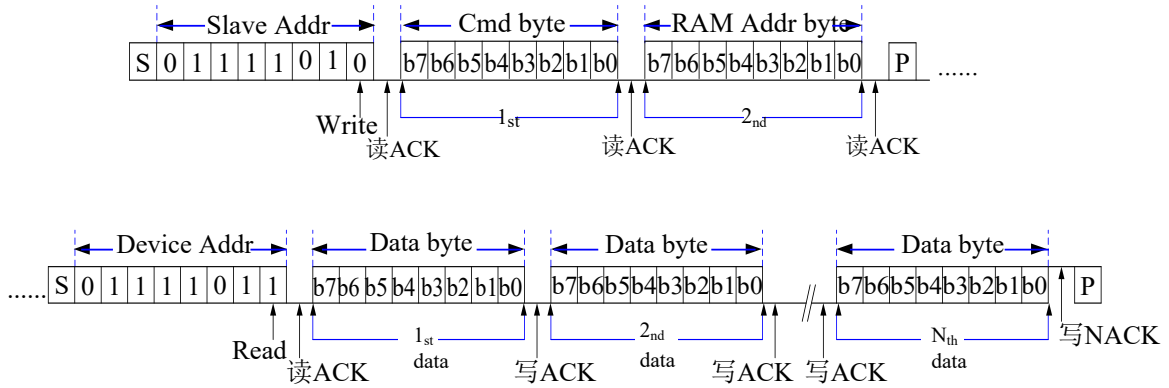 Slave Addr Cmd byte RAM Addr byte
S 0 1 1 1 1 0 1 0 b7 b6 b5 b4 b3 b2 b1 b0 b7 b6 b5 b4 b3 b2 b1 b0 P ......
Write 1st 2nd
读ACK 读ACK 读ACK
Device Addr Data byte Data byte Data byte
...... S 0 1 1 1 1 0 1 1 b7 b6 b5 b4 b3 b2 b1 b0 b7 b6 b5 b4 b3 b2 b1 b0 // b7 b6 b5 b4 b3 b2 b1 b0 P
Read 1st 2nd Nth 写NACK
data data data
读ACK 写ACK 写ACK 写ACK